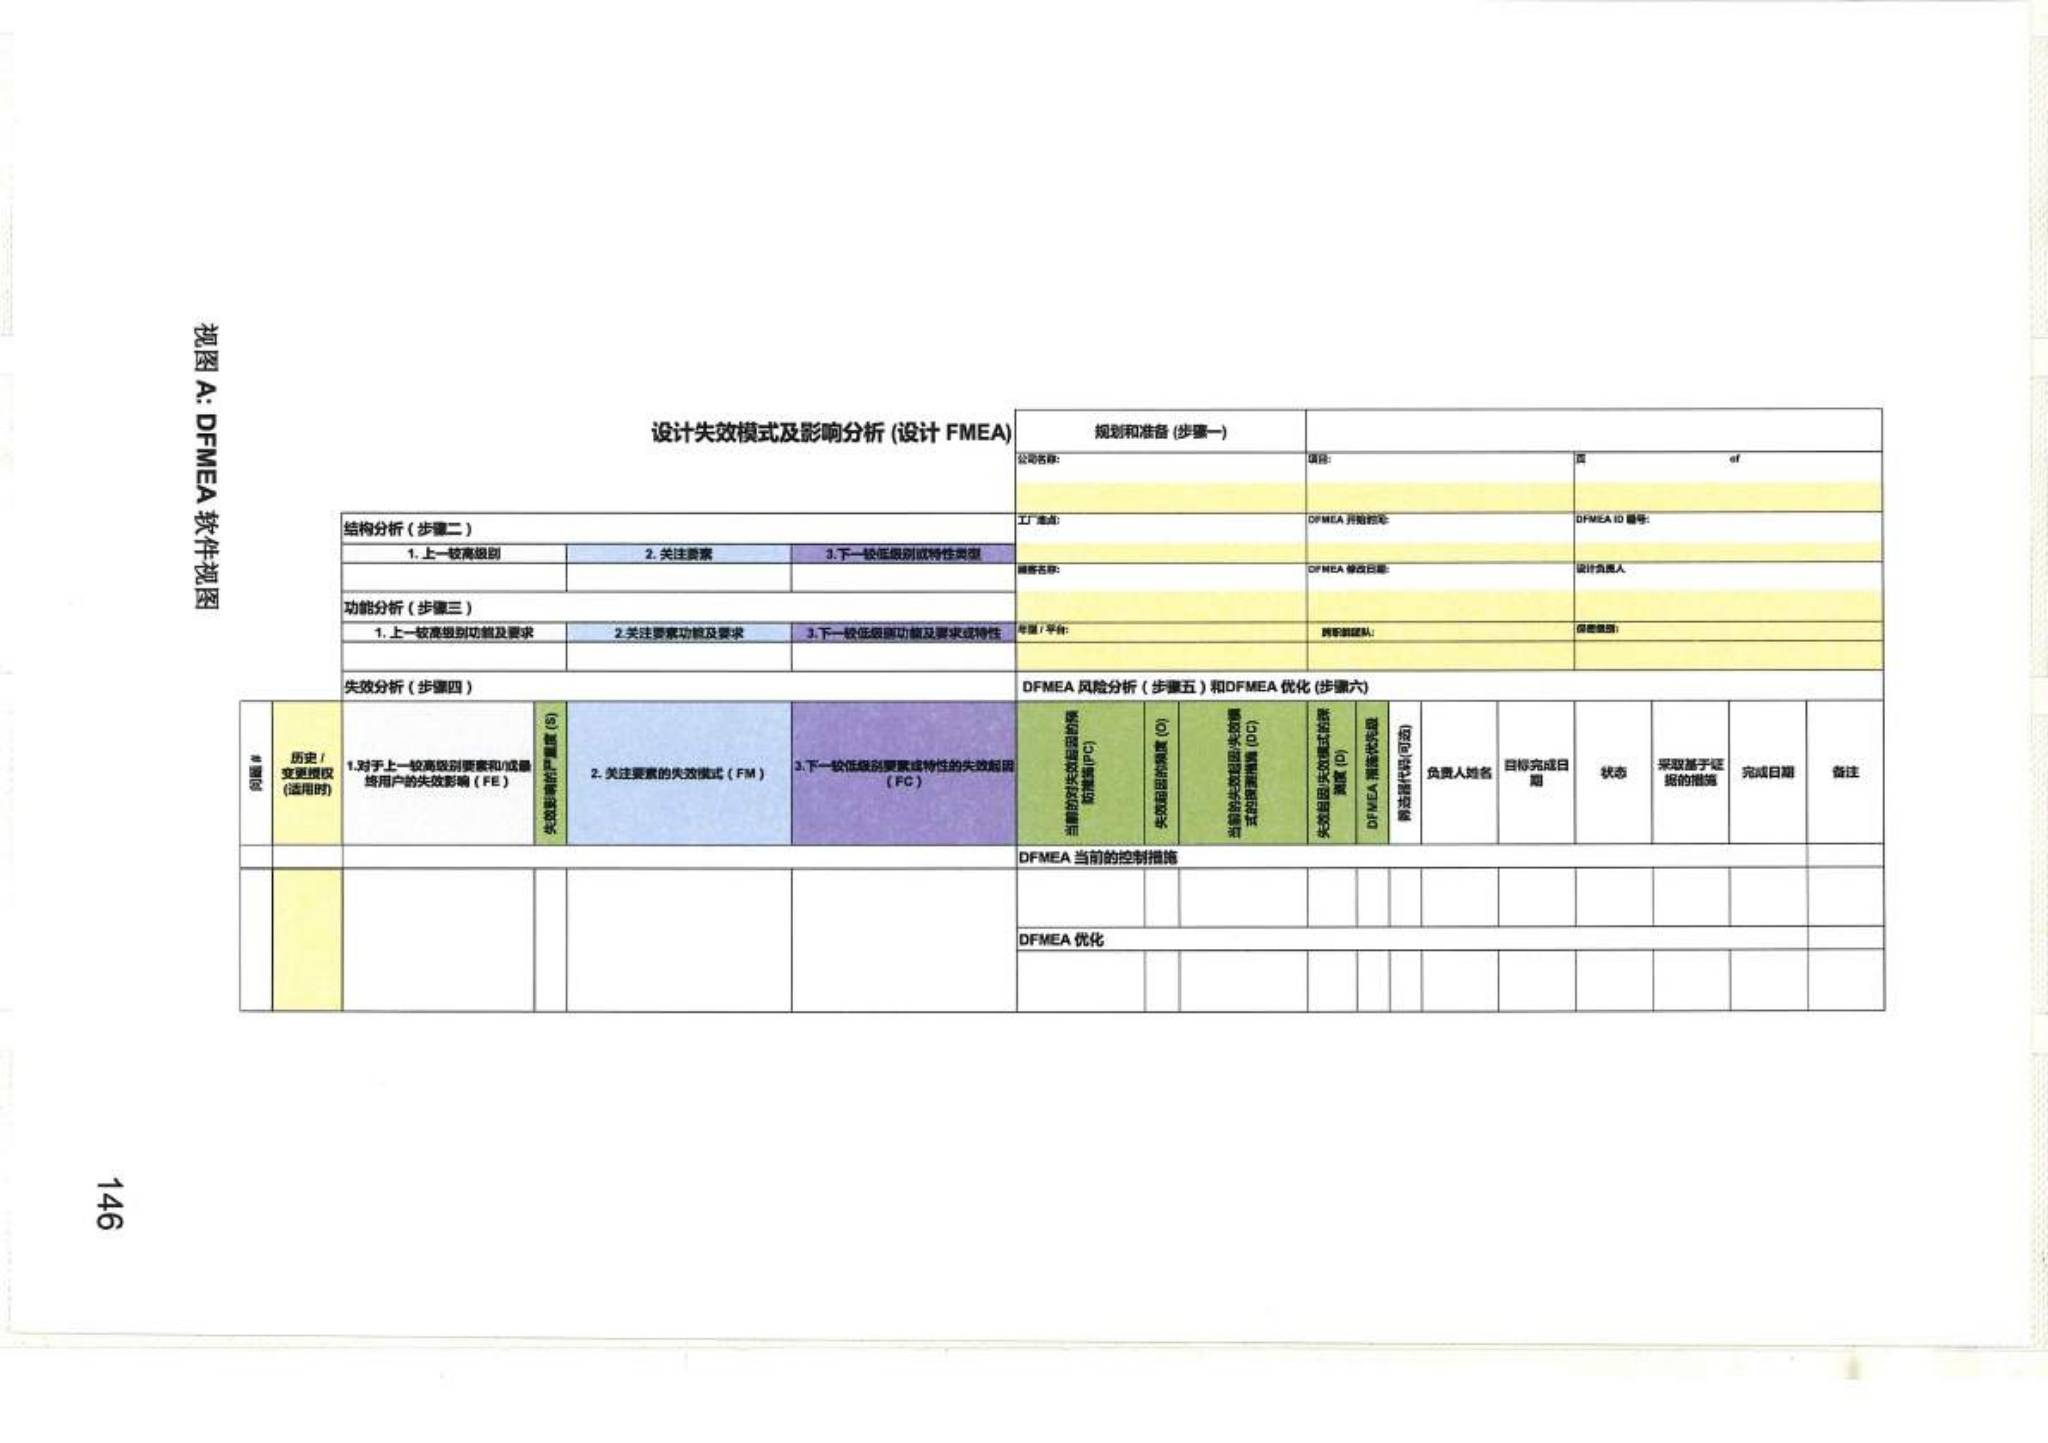 视图 A: DFMEA 软件视图
设计失效模式及影响分析 (设计 FMEA)
规划和准备 (步骤一)
公司名称:
项目:
页 of
工厂地点:
DFMEA 开始时间:
DFMEA ID 编号:
顾客名称:
DFMEA 修改日期:
设计负责人
年型 / 平台:
跨职能团队:
保密级别:
结构分析 ( 步骤二 )
1. 上一较高级别
2. 关注要素
3.下一较低级别或特性类型
功能分析 ( 步骤三 )
1. 上一较高级别功能及要求
2.关注要素功能及要求
3.下一较低级别功能及要求或特性
失效分析 ( 步骤四 )
DFMEA 风险分析 ( 步骤五 ) 和DFMEA 优化 (步骤六)
问题 #
历史 /
变更授权
(适用时)
1.对于上一较高级别要素和/或最
终用户的失效影响 ( FE )
失效影响的严重度 (S)
2. 关注要素的失效模式 ( FM )
3.下一较低级别要素或特性的失效起因
( FC )
当前的对失效起因的预
防措施(PC)
失效起因的频度 (O)
当前的失效起因/失效模
式的探测措施 (DC)
失效起因/失效模式的探
测度 (D)
DFMEA 措施优先级
筛选器代码(可选)
负责人姓名
目标完成日
期
状态
采取基于证
据的措施
完成日期
备注
DFMEA 当前的控制措施
DFMEA 优化
146